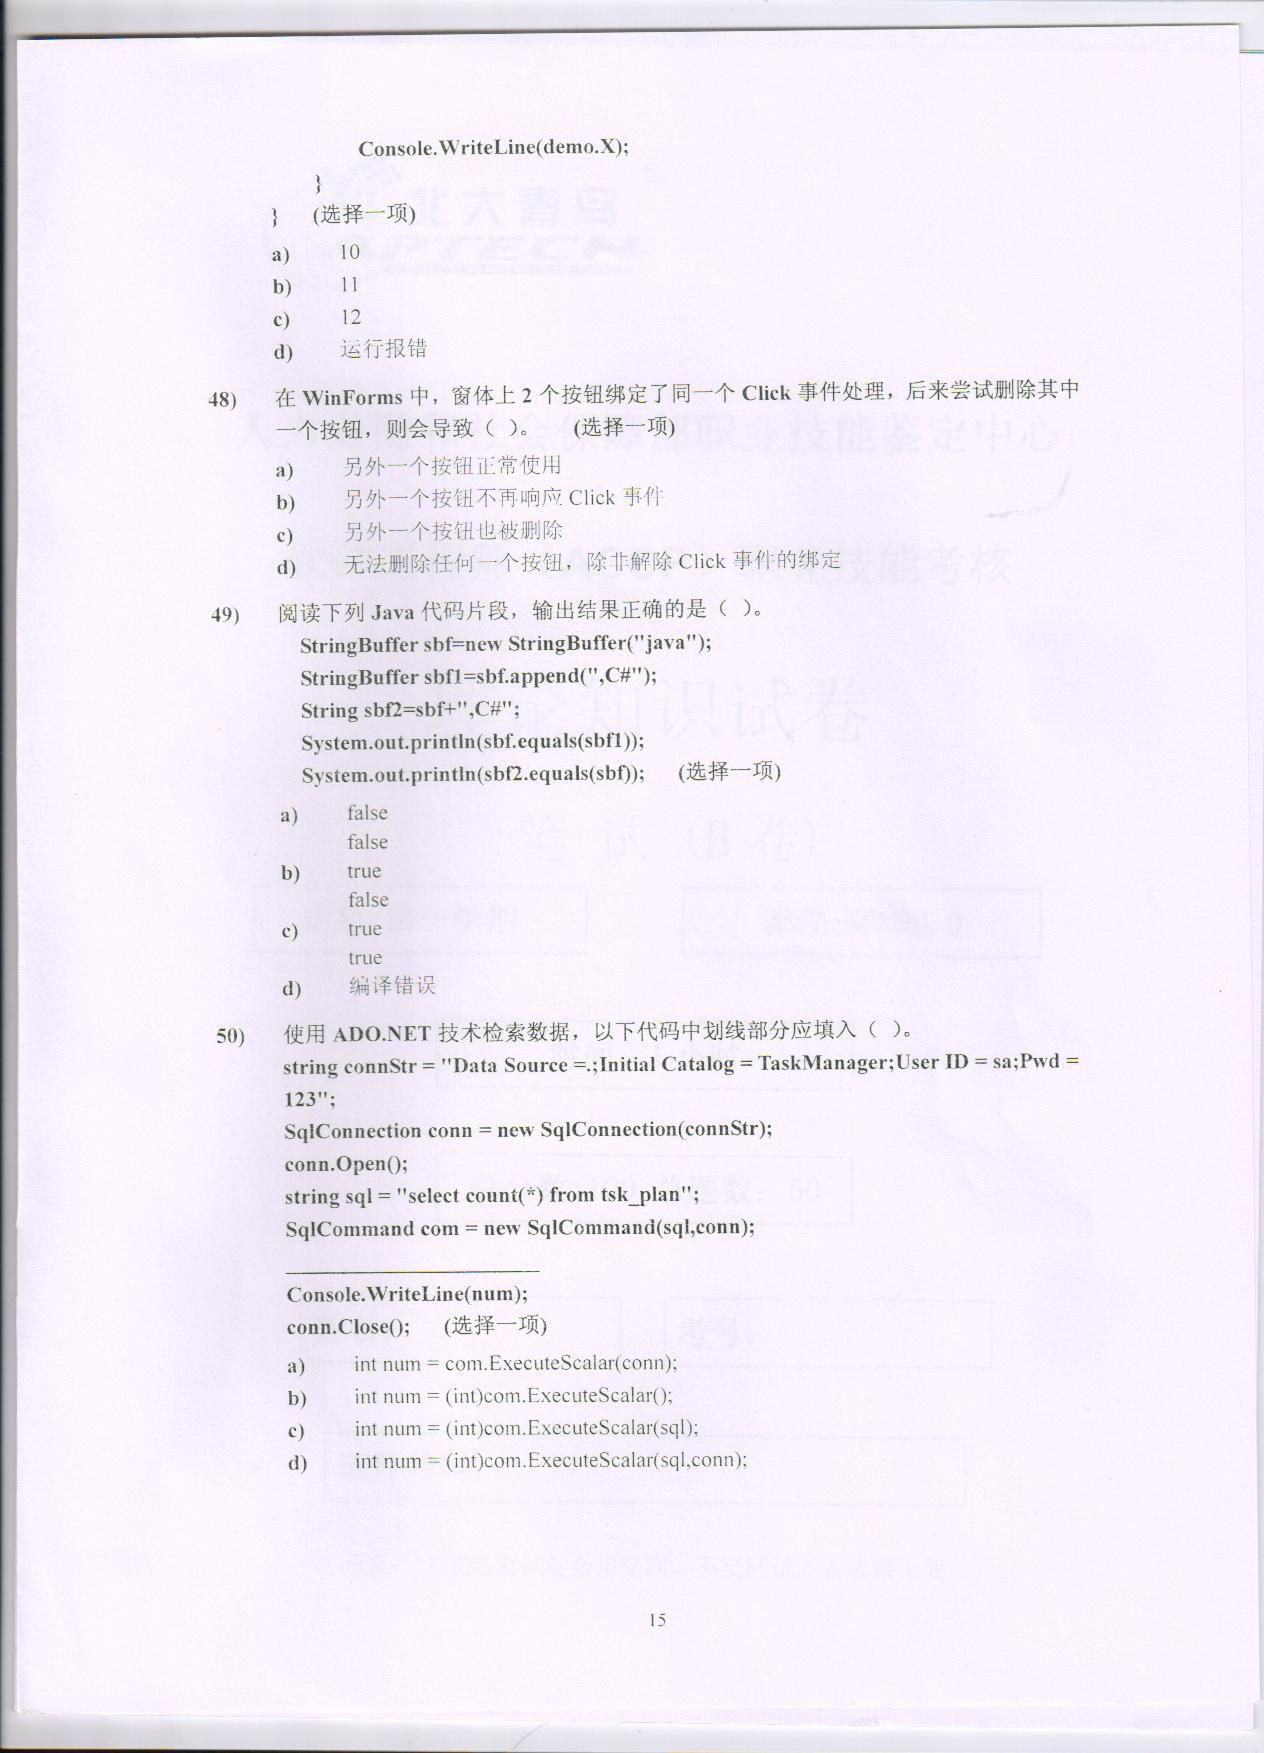 Console.WriteLine(demo.X);
}
} (选择一项)
a) 10
b) 11
c) 12
d) 运行报错
48) 在 WinForms 中，窗体上 2 个按钮绑定了同一个 Click 事件处理，后来尝试删除其中
一个按钮，则会导致（ ）。 (选择一项)
a) 另外一个按钮正常使用
b) 另外一个按钮不再响应 Click 事件
c) 另外一个按钮也被删除
d) 无法删除任何一个按钮，除非解除 Click 事件的绑定
49) 阅读下列 Java 代码片段，输出结果正确的是（ ）。
StringBuffer sbf=new StringBuffer("java");
StringBuffer sbf1=sbf.append(",C#");
String sbf2=sbf+",C#";
System.out.println(sbf.equals(sbf1));
System.out.println(sbf2.equals(sbf)); (选择一项)
a) false
false
b) true
false
c) true
true
d) 编译错误
50) 使用 ADO.NET 技术检索数据，以下代码中划线部分应填入（ ）。
string connStr = "Data Source =.;Initial Catalog = TaskManager;User ID = sa;Pwd =
123";
SqlConnection conn = new SqlConnection(connStr);
conn.Open();
string sql = "select count(*) from tsk_plan";
SqlCommand com = new SqlCommand(sql,conn);
____________________
Console.WriteLine(num);
conn.Close(); (选择一项)
a) int num = com.ExecuteScalar(conn);
b) int num = (int)com.ExecuteScalar();
c) int num = (int)com.ExecuteScalar(sql);
d) int num = (int)com.ExecuteScalar(sql,conn);
15